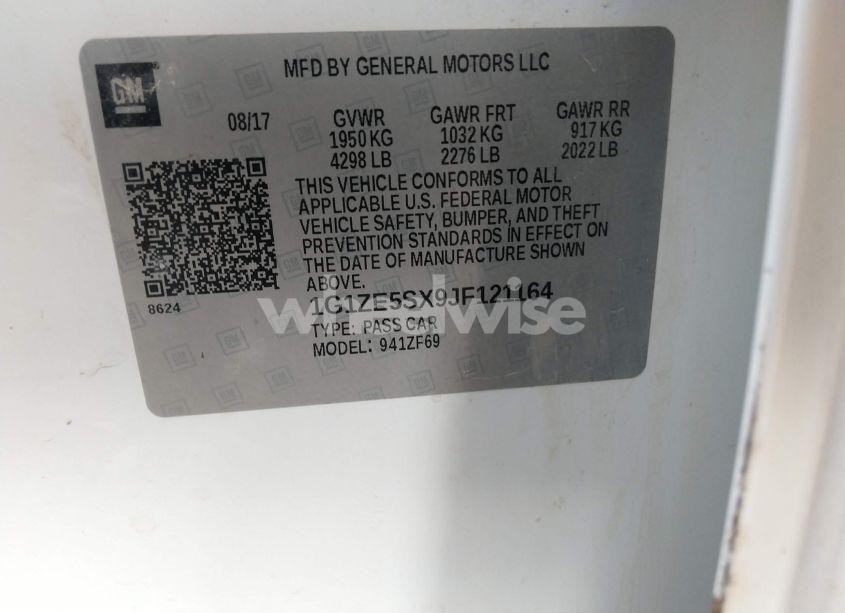 GM
MFD BY GENERAL MOTORS LLC
08/17 GVWR GAWR FRT GAWR RR
1950 KG 1032 KG 917 KG
4298 LB 2276 LB 2022 LB
THIS VEHICLE CONFORMS TO ALL
APPLICABLE U.S. FEDERAL MOTOR
VEHICLE SAFETY, BUMPER, AND THEFT
PREVENTION STANDARDS IN EFFECT ON
THE DATE OF MANUFACTURE SHOWN
ABOVE.
8624
1G1ZE5SX9JF121164
wheelwise
TYPE: PASS CAR
MODEL: 941ZF69